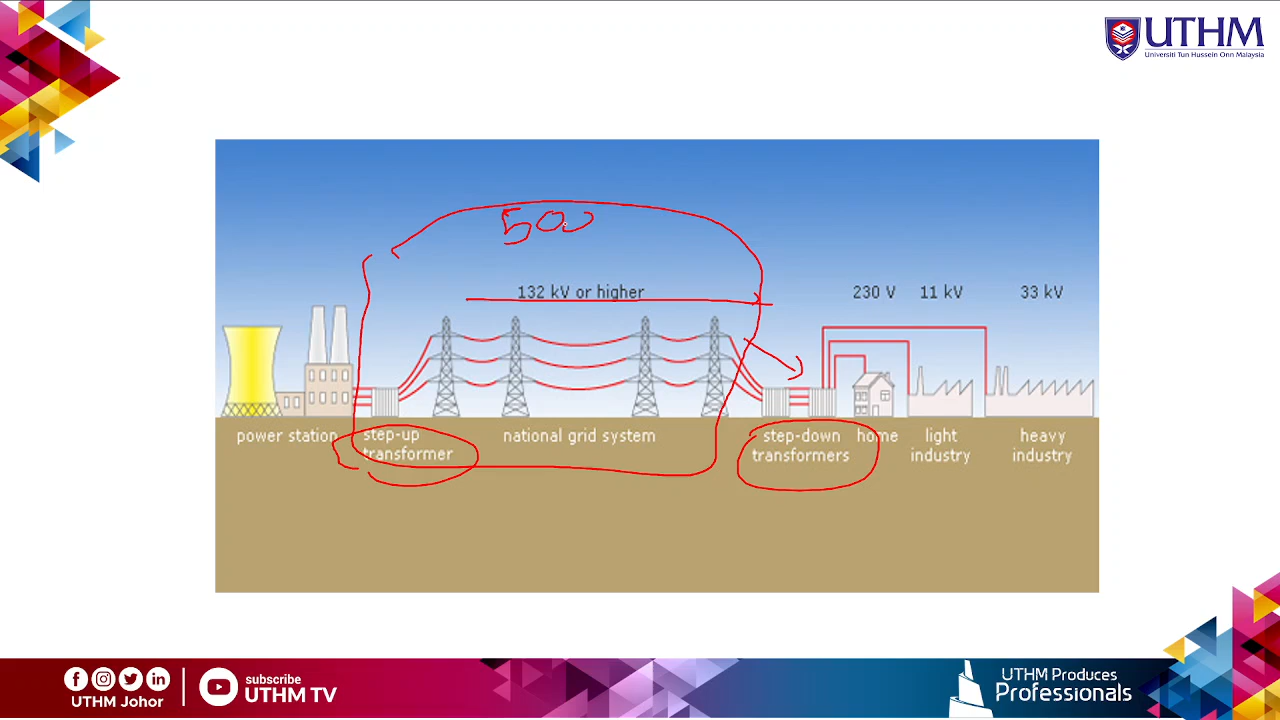 UTHM
Universiti Tun Hussein Onn Malaysia
500
132 kV or higher
230 V
11 kV
33 kV
power station
step-up
transformer
national grid system
step-down
transformers
home
light
industry
heavy
industry
UTHM Johor
subscribe
UTHM TV
UTHM Produces
Professionals